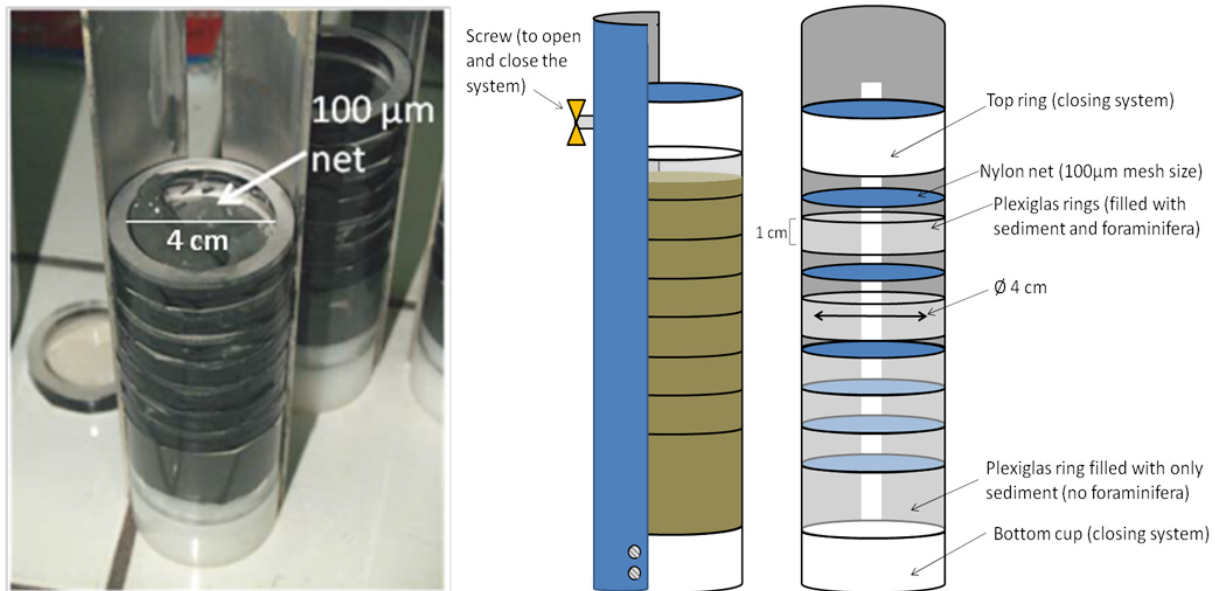 100 µm
net
4 cm
Screw (to open
and close the
system)
Top ring (closing system)
Nylon net (100µm mesh size)
Plexiglas rings (filled with
sediment and foraminifera)
1 cm
Ø 4 cm
Plexiglas ring filled with only
sediment (no foraminifera)
Bottom cup (closing system)